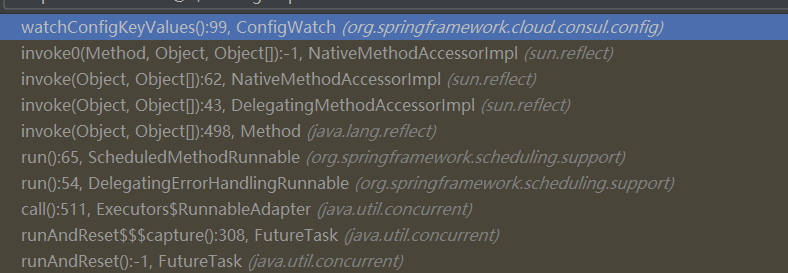 watchConfigKeyValues():99, ConfigWatch (org.springframework.cloud.consul.config)
invoke0(Method, Object, Object[]):-1, NativeMethodAccessorImpl (sun.reflect)
invoke(Object, Object[]):62, NativeMethodAccessorImpl (sun.reflect)
invoke(Object, Object[]):43, DelegatingMethodAccessorImpl (sun.reflect)
invoke(Object, Object[]):498, Method (java.lang.reflect)
run():65, ScheduledMethodRunnable (org.springframework.scheduling.support)
run():54, DelegatingErrorHandlingRunnable (org.springframework.scheduling.support)
call():511, Executors$RunnableAdapter (java.util.concurrent)
runAndReset$$$capture():308, FutureTask (java.util.concurrent)
runAndReset():-1, FutureTask (java.util.concurrent)